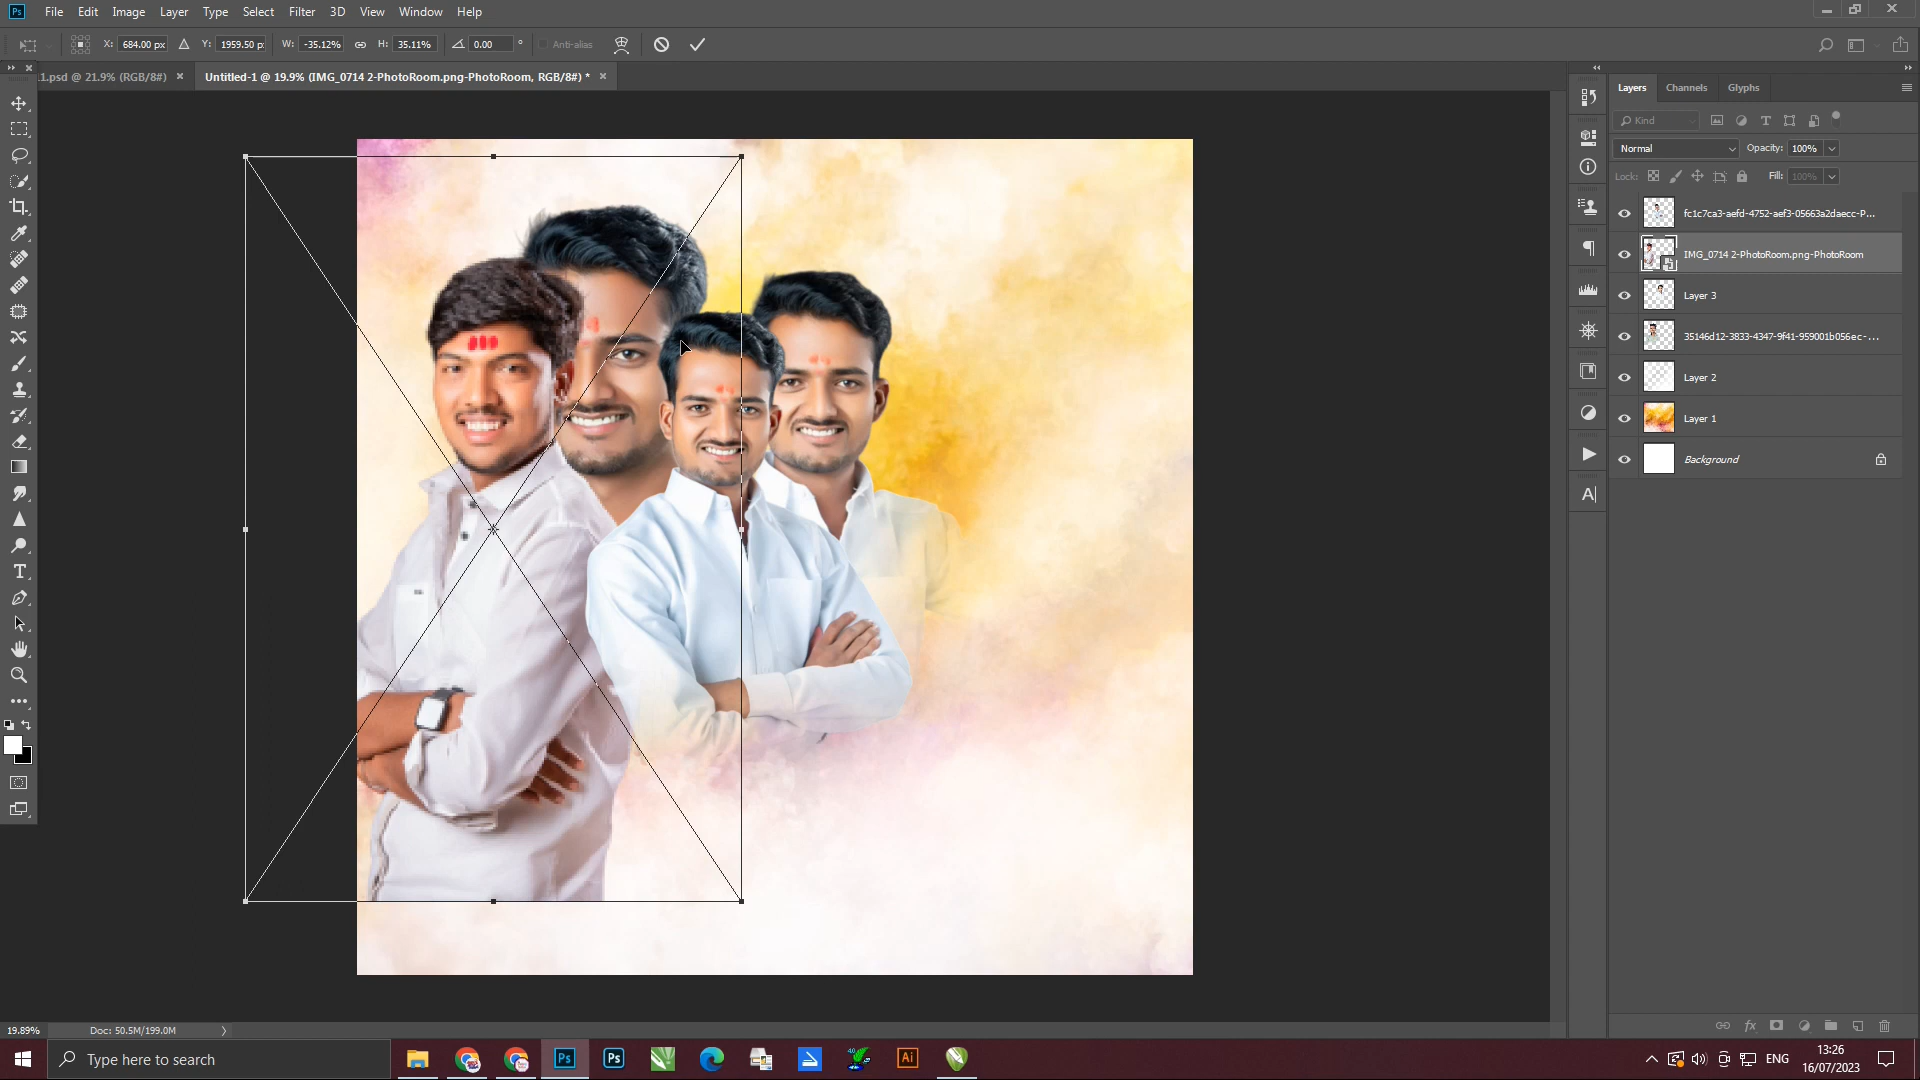 Ps File Edit Image Layer Type Select Filter 3D View Window Help
X: 684.00 px Y: 1959.50 p W: -35.12% H: 35.11% 0.00 ° Anti-alias
1.psd @ 21.9% (RGB/8#) × Untitled-1 @ 19.9% (IMG_0714 2-PhotoRoom.png-PhotoRoom, RGB/8#) * ×
Layers Channels Glyphs
Kind
Normal Opacity: 100%
Lock: Fill: 100%
fc1c7ca3-aefd-4752-aef3-05663a2daecc-P...
IMG_0714 2-PhotoRoom.png-PhotoRoom
Layer 3
35146d12-3833-4347-9f41-959001b056ec-...
Layer 2
Layer 1
Background
19.89% Doc: 50.5M/199.0M
Type here to search
Ps Ps Ai
ENG
13:26
16/07/2023